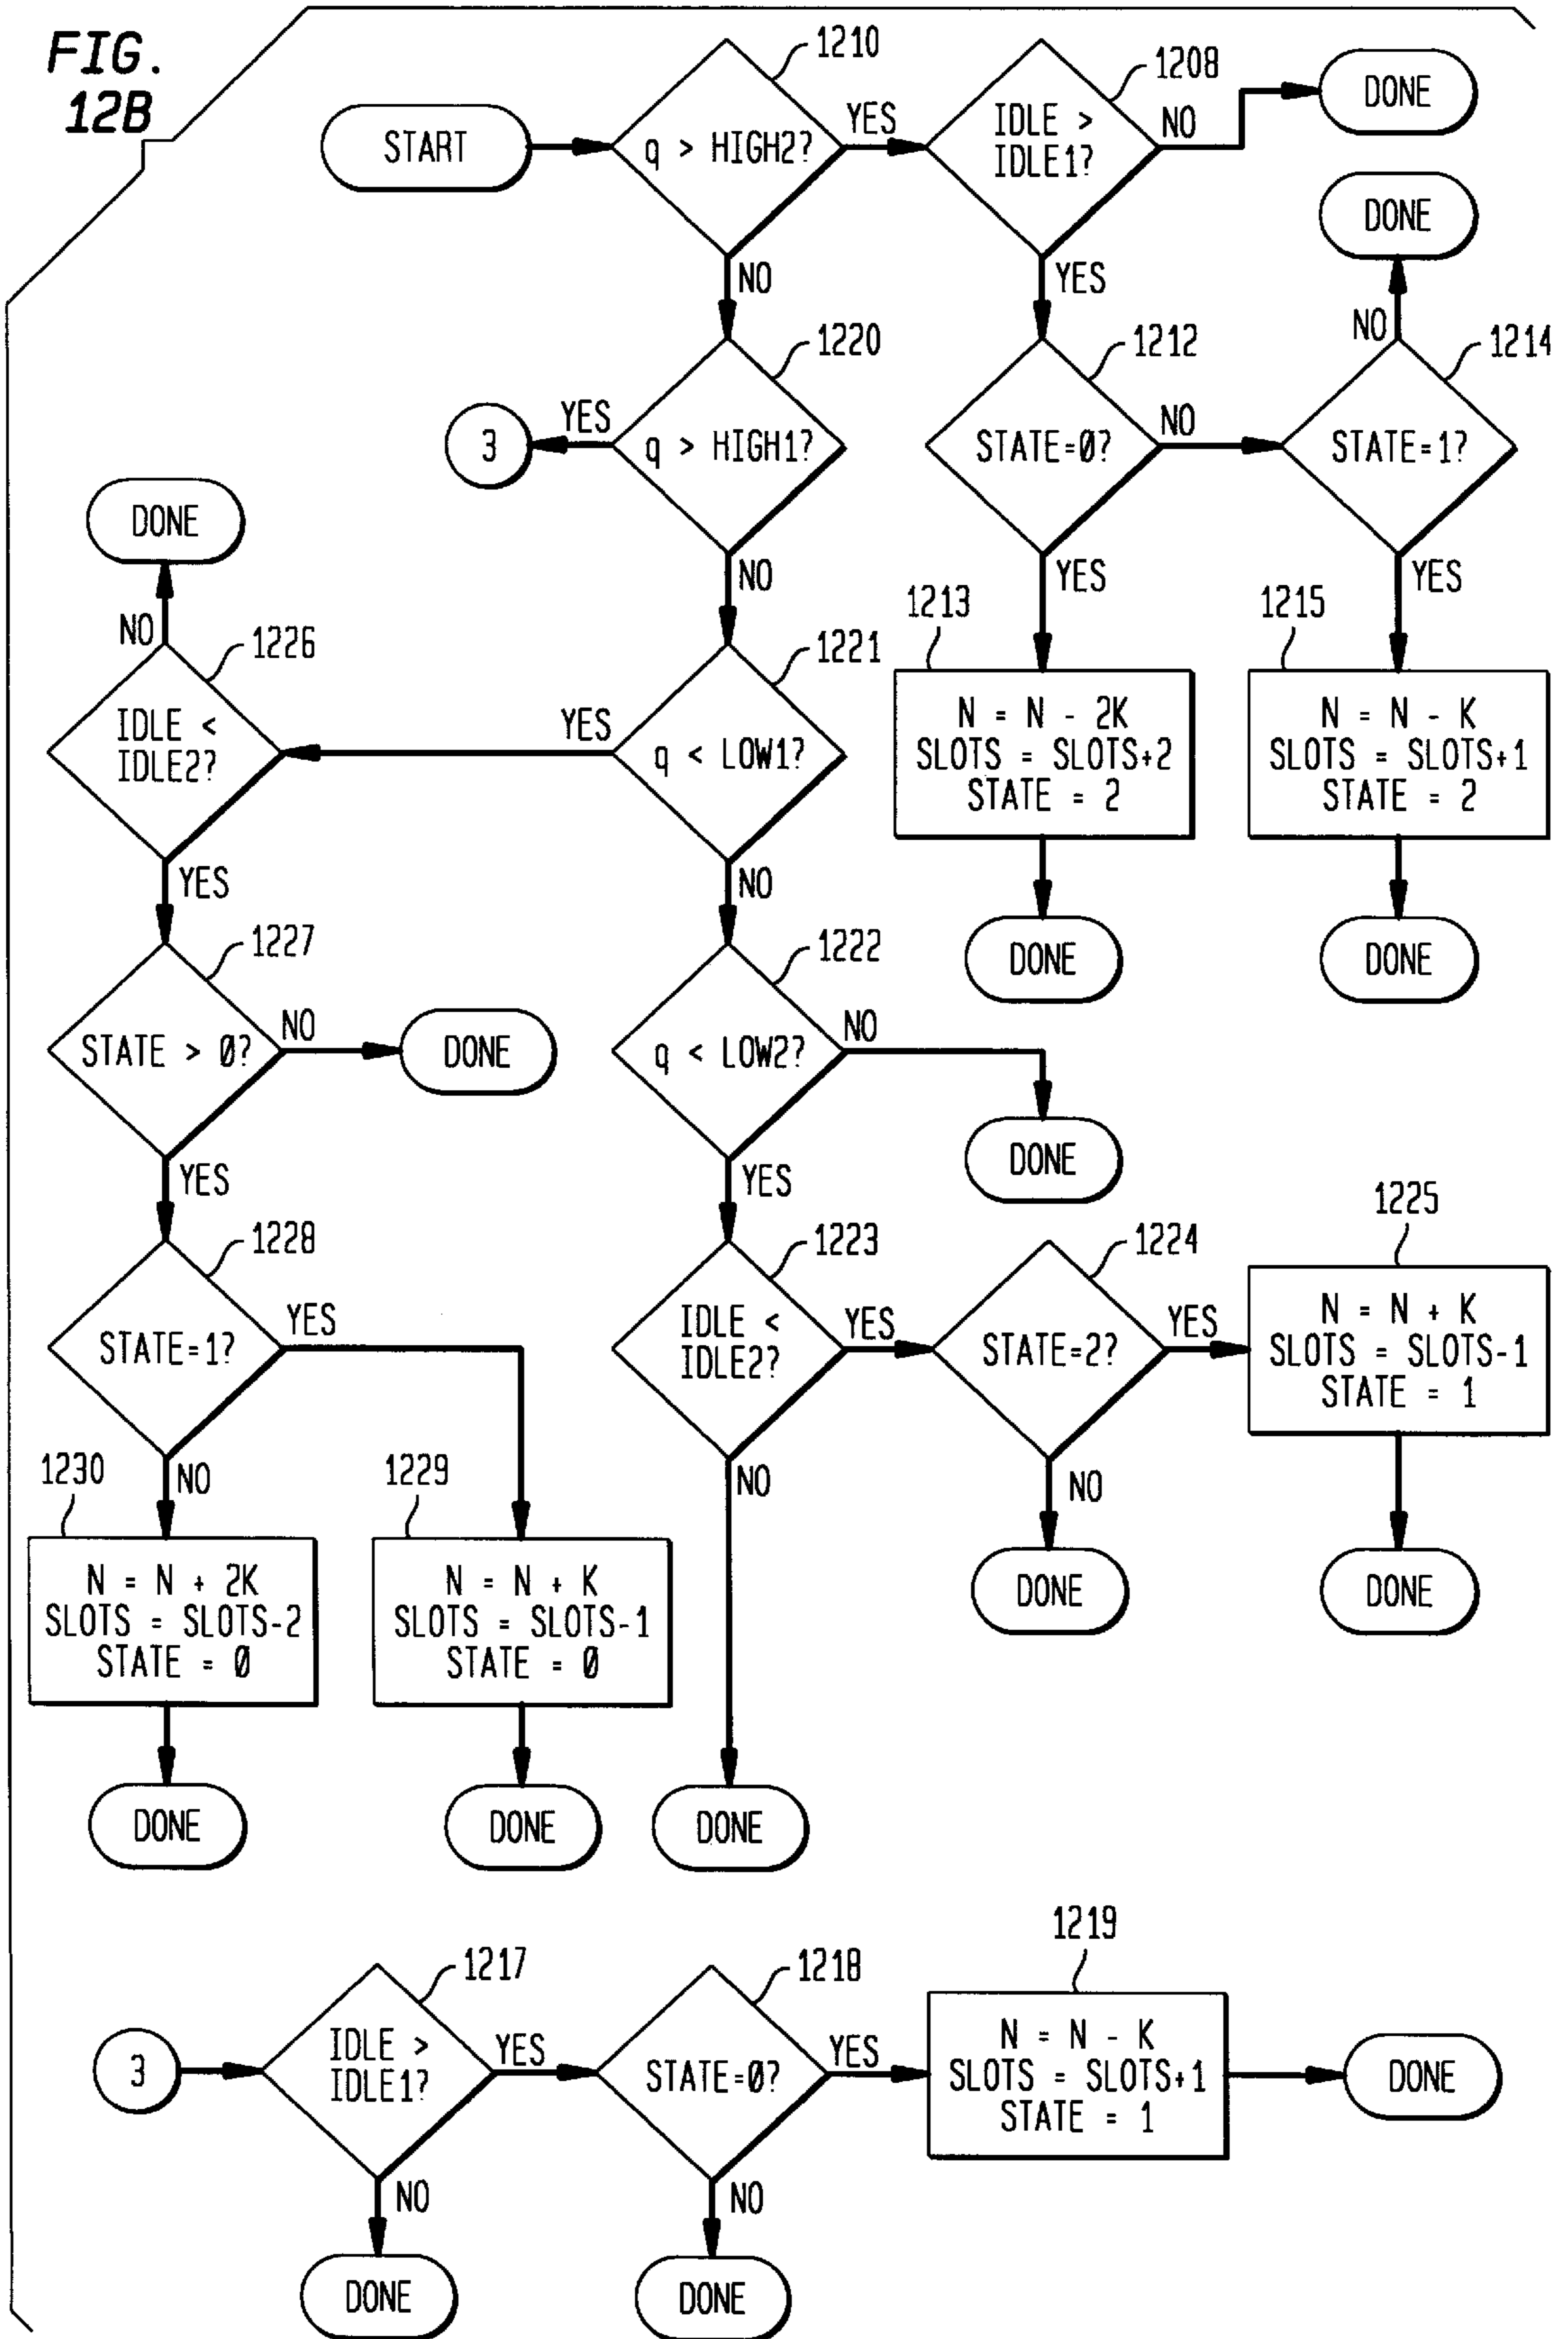 FIG.
12B
1210
1208
START
q > HIGH2?
YES
IDLE >
IDLE1?
NO
DONE
DONE
NO
YES
NO
1220
1212
1214
3
YES
q > HIGH1?
STATE=Ø?
NO
STATE=1?
DONE
NO
YES
YES
NO
1226
1221
1213
1215
IDLE <
IDLE2?
YES
q < LOW1?
N = N - 2K
SLOTS = SLOTS+2
STATE = 2
N = N - K
SLOTS = SLOTS+1
STATE = 2
YES
NO
DONE
DONE
1227
1222
STATE > Ø?
NO
DONE
q < LOW2?
NO
DONE
YES
YES
1228
1223
1224
1225
STATE=1?
YES
IDLE <
IDLE2?
YES
STATE=2?
YES
N = N + K
SLOTS = SLOTS-1
STATE = 1
NO
NO
NO
1230
1229
N = N + 2K
SLOTS = SLOTS-2
STATE = Ø
N = N + K
SLOTS = SLOTS-1
STATE = Ø
DONE
DONE
DONE
DONE
DONE
1217
1218
1219
3
IDLE >
IDLE1?
YES
STATE=Ø?
YES
N = N - K
SLOTS = SLOTS+1
STATE = 1
DONE
NO
NO
DONE
DONE